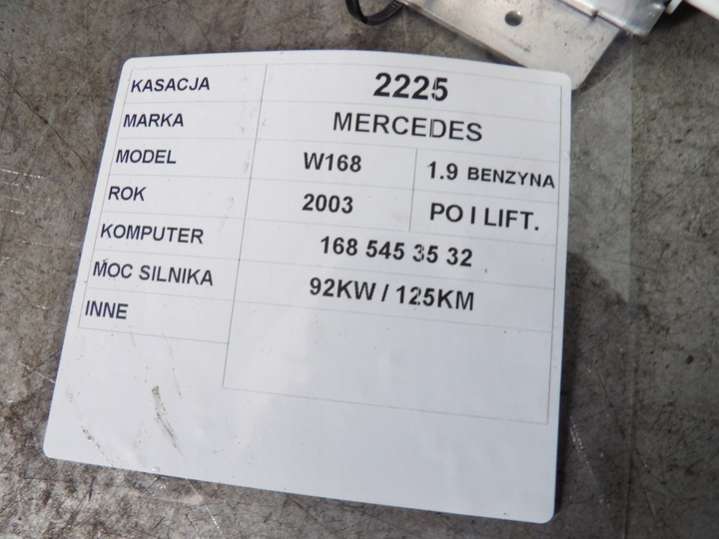 KASACJA 2225
MARKA MERCEDES
MODEL W168 1.9 BENZYNA
ROK 2003 PO I LIFT.
KOMPUTER 168 545 35 32
MOC SILNIKA 92KW / 125KM
INNE